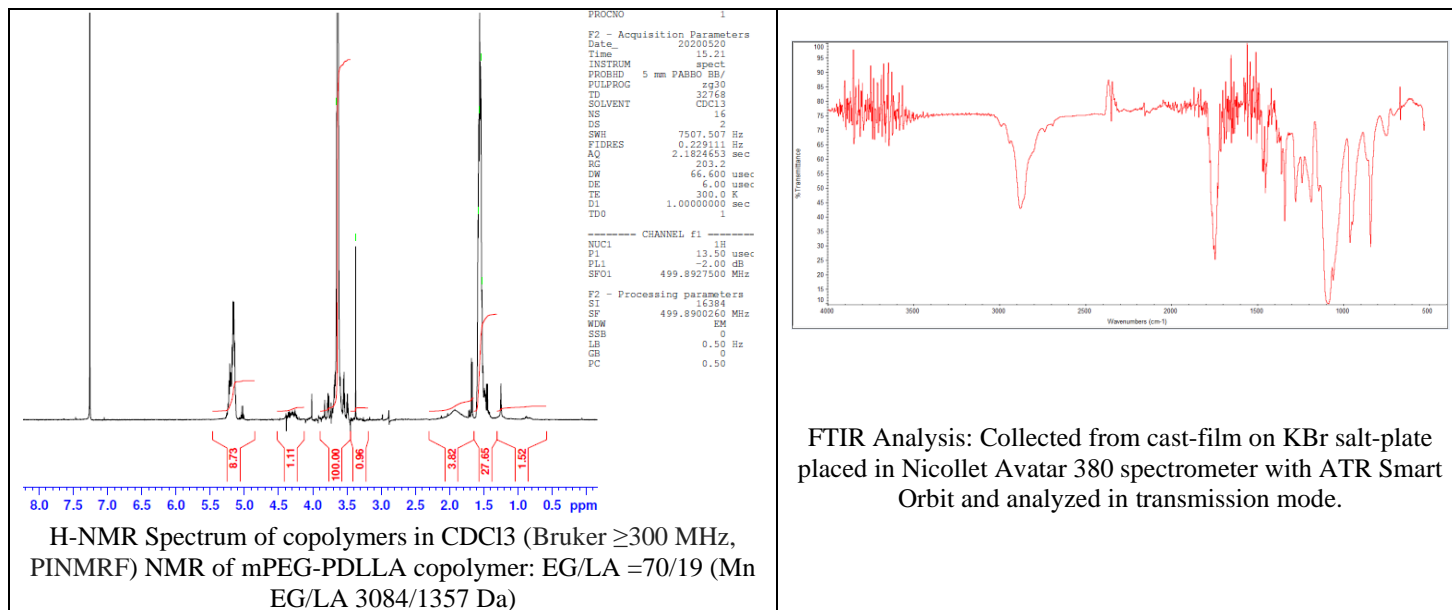 PROCNO 1
F2 - Acquisition Parameters
Date_ 20200520
Time 15.21
INSTRUM spect
PROBHD 5 mm PABBO BB/
PULPROG zg30
TD 32768
SOLVENT CDCl3
NS 16
DS 2
SWH 7507.507 Hz
FIDRES 0.229111 Hz
AQ 2.1824653 sec
RG 203.2
DW 66.600 usec
DE 6.00 usec
TE 300.0 K
D1 1.00000000 sec
TD0 1
======== CHANNEL f1 ========
NUC1 1H
P1 13.50 usec
PL1 -2.00 dB
SFO1 499.8927500 MHz
F2 - Processing parameters
SI 16384
SF 499.8900260 MHz
WDW EM
SSB 0
LB 0.50 Hz
GB 0
PC 0.50
8.73 1.11 100.00 0.96 3.82 27.65 1.52
8.0 7.5 7.0 6.5 6.0 5.5 5.0 4.5 4.0 3.5 3.0 2.5 2.0 1.5 1.0 0.5 ppm
H-NMR Spectrum of copolymers in CDCl3 (Bruker ≥300 MHz,
PINMRF) NMR of mPEG-PDLLA copolymer: EG/LA =70/19 (Mn
EG/LA 3084/1357 Da)
100
95
90
85
80
75
70
65
60
55
50
45
40
35
30
25
20
15
10
%Transmittance
4000 3500 3000 2500 2000 1500 1000 500
Wavenumbers (cm-1)
FTIR Analysis: Collected from cast-film on KBr salt-plate
placed in Nicollet Avatar 380 spectrometer with ATR Smart
Orbit and analyzed in transmission mode.